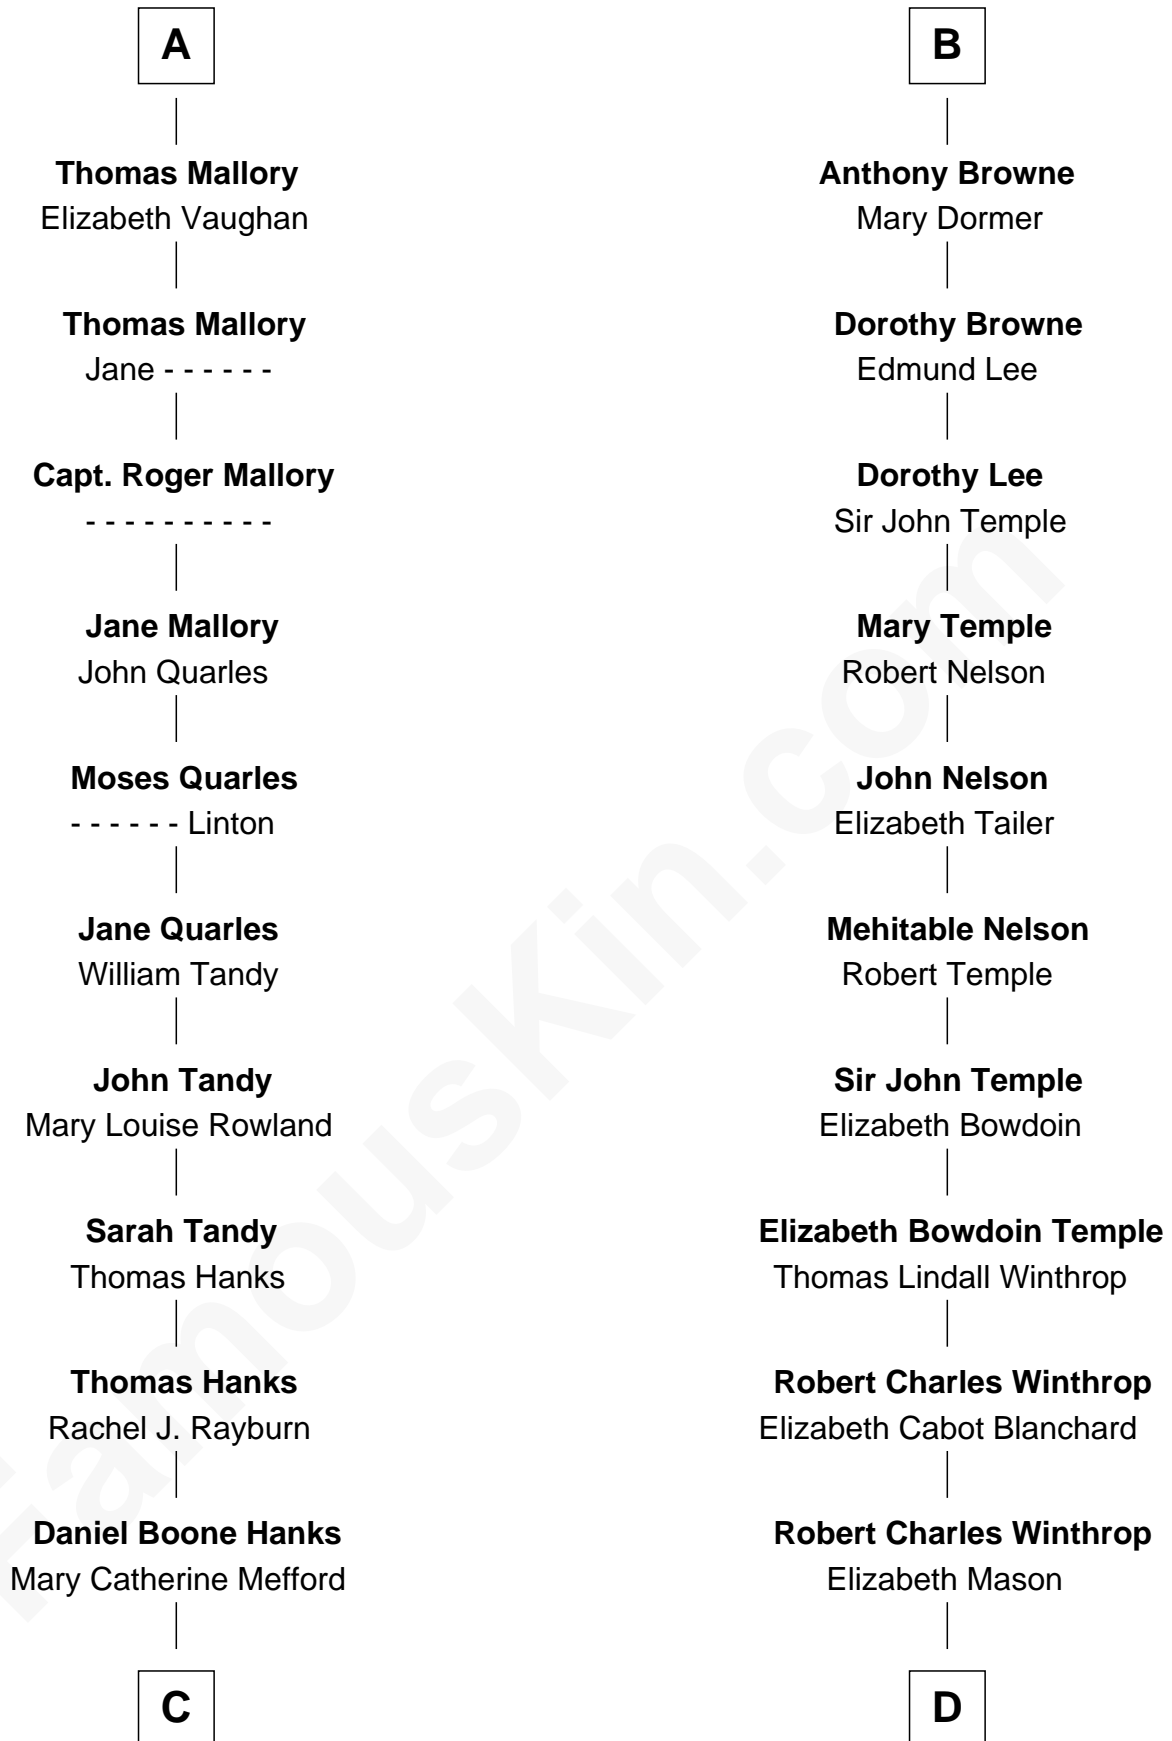 A
Thomas Mallory
Elizabeth Vaughan
Thomas Mallory
Jane - - - - - -
Capt. Roger Mallory
- - - - - - - - - -
Jane Mallory
John Quarles
Moses Quarles
- - - - - - Linton
Jane Quarles
William Tandy
John Tandy
Mary Louise Rowland
Sarah Tandy
Thomas Hanks
Thomas Hanks
Rachel J. Rayburn
Daniel Boone Hanks
Mary Catherine Mefford
C
B
Anthony Browne
Mary Dormer
Dorothy Browne
Edmund Lee
Dorothy Lee
Sir John Temple
Mary Temple
Robert Nelson
John Nelson
Elizabeth Tailer
Mehitable Nelson
Robert Temple
Sir John Temple
Elizabeth Bowdoin
Elizabeth Bowdoin Temple
Thomas Lindall Winthrop
Robert Charles Winthrop
Elizabeth Cabot Blanchard
Robert Charles Winthrop
Elizabeth Mason
D
FamousKin.com